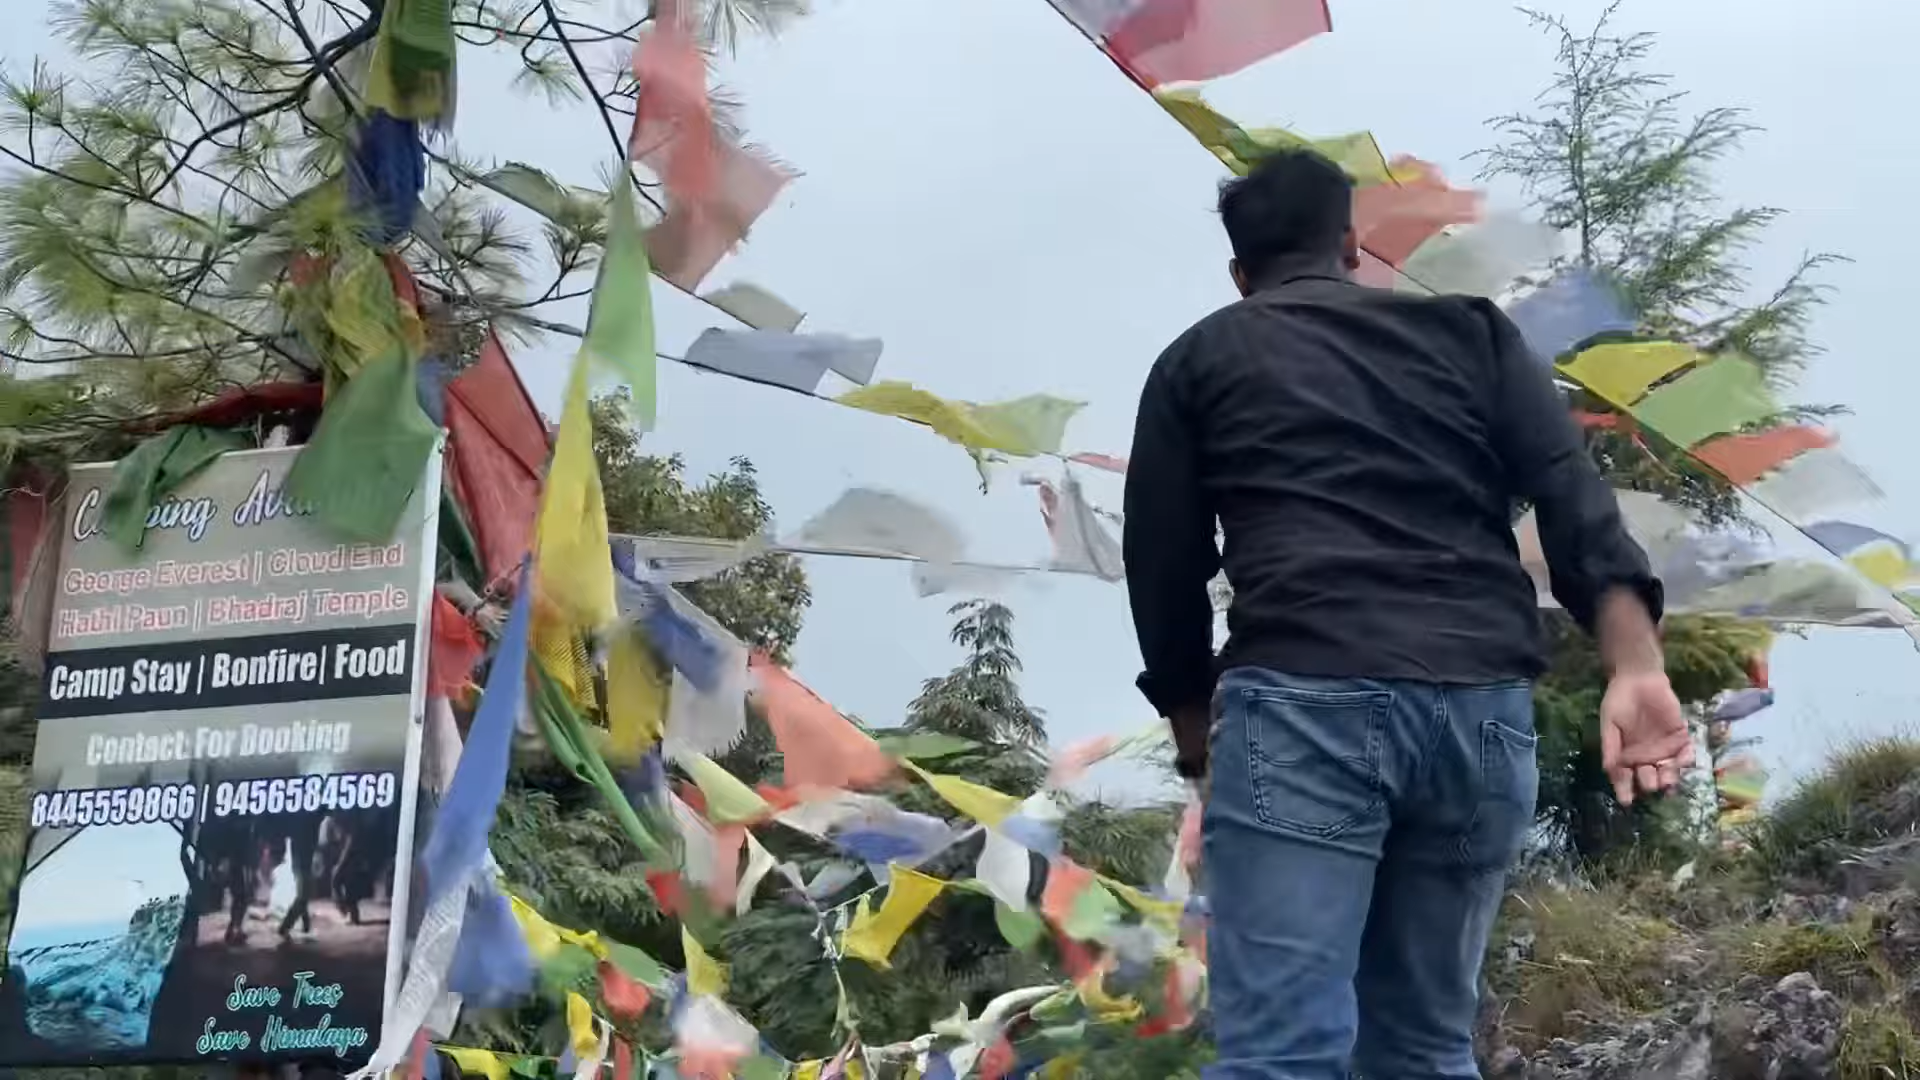 George Everest | Cloud End
Hathi Paun | Bhadraj Temple
Camp Stay | Bonfire | Food
Contact: For Booking
8445559866 | 9456584569
Save Trees
Save Himalaya